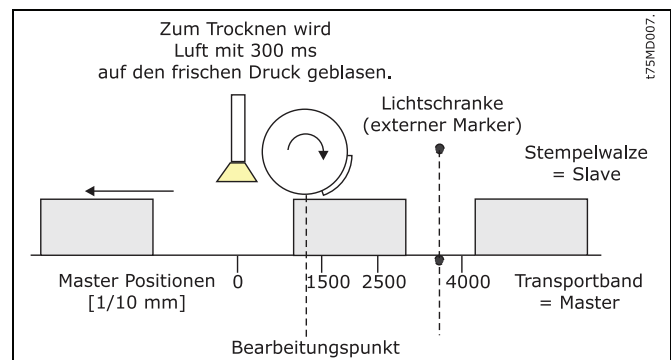 Zum Trocknen wird
Luft mit 300 ms
auf den frischen Druck geblasen.
t75MD007.
Lichtschranke
(externer Marker)
Stempelwalze
= Slave
Master Positionen
[1/10 mm]
0
1500
2500
4000
Transportband
= Master
Bearbeitungspunkt